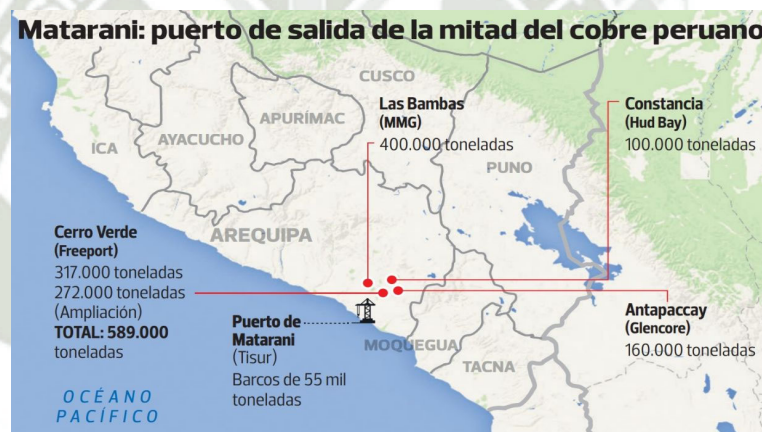 Matarani: puerto de salida de la mitad del cobre peruano
CUSCO
APURÍMAC
AYACUCHO
ICA
AREQUIPA
PUNO
MOQUEGUA
TACNA
Las Bambas
(MMG)
400.000 toneladas
Constancia
(Hud Bay)
100.000 toneladas
Cerro Verde
(Freeport)
317.000 toneladas
272.000 toneladas
(Ampliación)
TOTAL: 589.000
toneladas
Puerto de
Matarani
(Tisur)
Barcos de 55 mil
toneladas
Antapaccay
(Glencore)
160.000 toneladas
OCÉANO
PACÍFICO